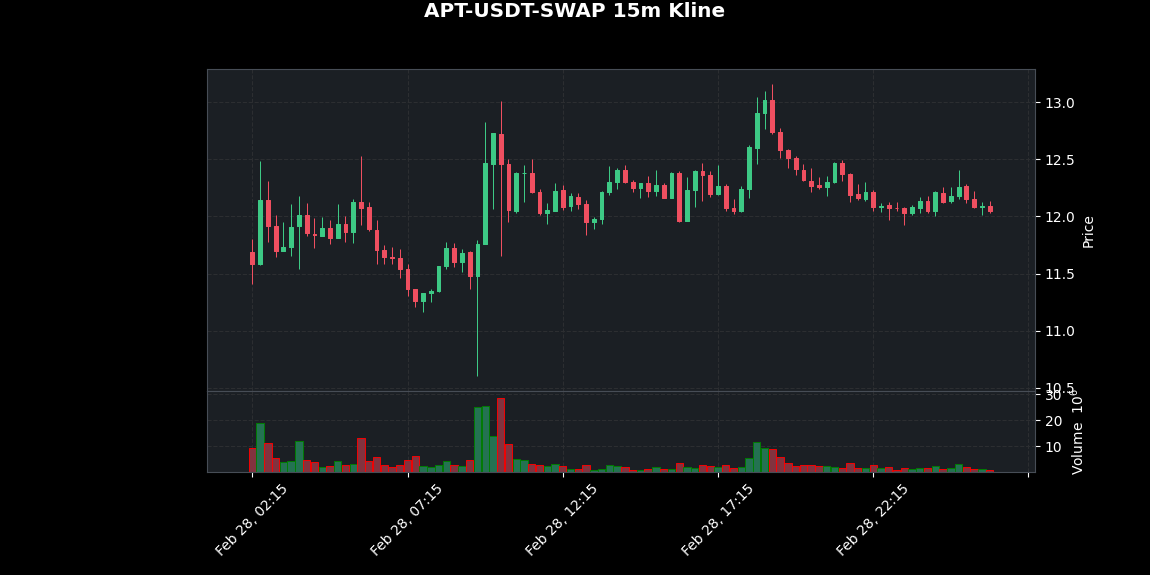 APT-USDT-SWAP 15m Kline
13.0
12.5
12.0
11.5
11.0
10.5
Price
30
20
10
Volume 10⁶
Feb 28, 02:15
Feb 28, 07:15
Feb 28, 12:15
Feb 28, 17:15
Feb 28, 22:15